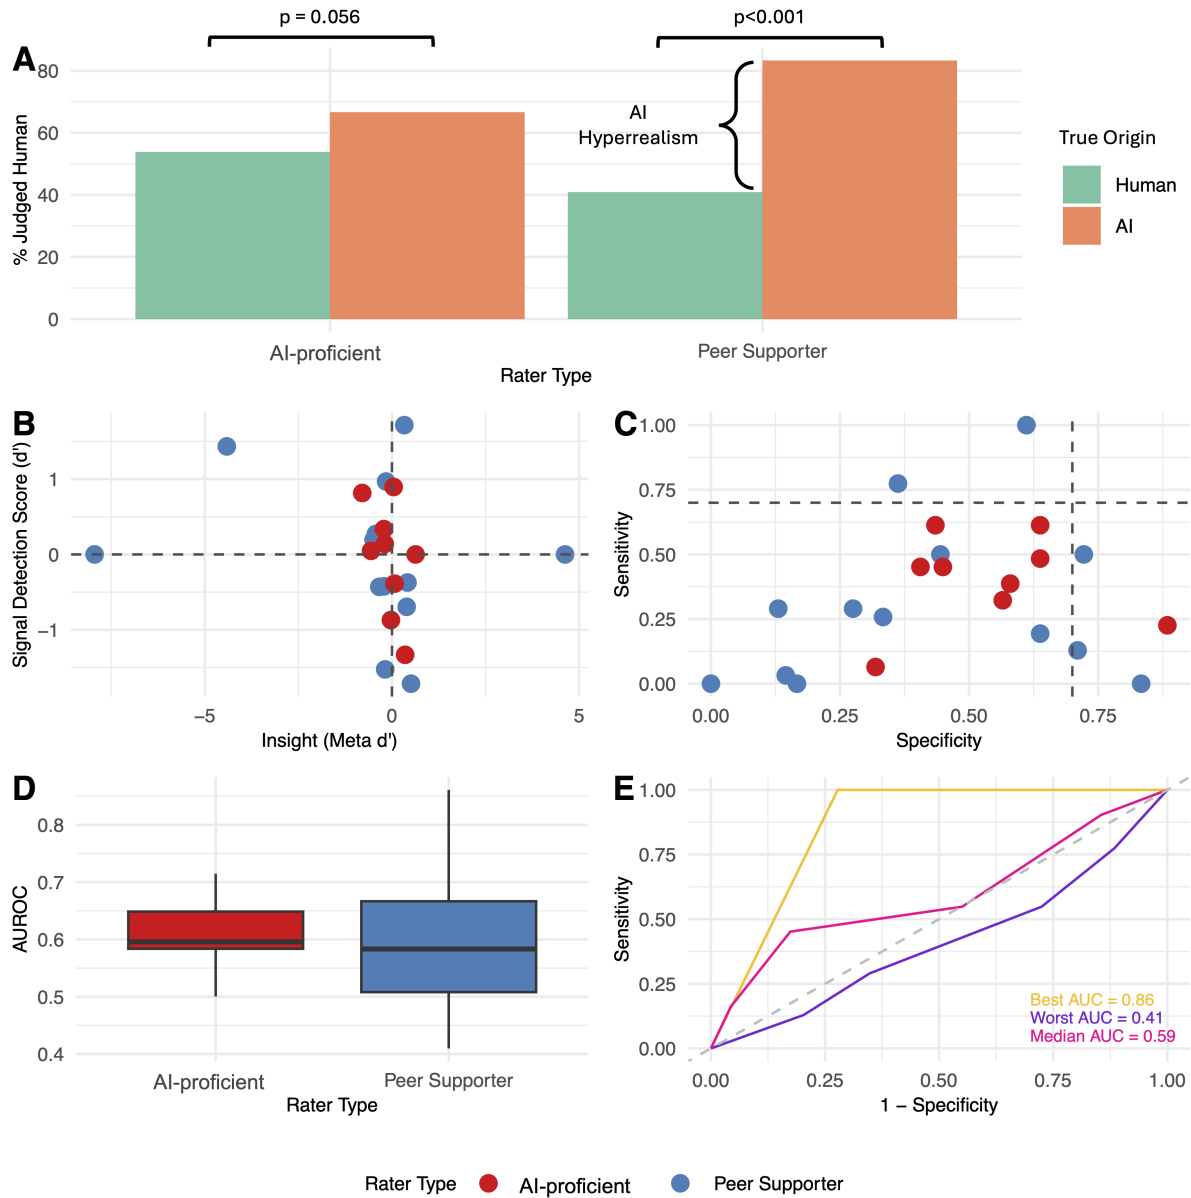 p = 0.056
p<0.001
A
80
60
40
20
0
% Judged Human
AI
Hyperrealism
True Origin
Human
AI
AI-proficient
Peer Supporter
Rater Type
B
Signal Detection Score (d')
1
0
−1
−5
0
5
Insight (Meta d')
C
Sensitivity
1.00
0.75
0.50
0.25
0.00
0.00
0.25
0.50
0.75
Specificity
D
AUROC
0.8
0.7
0.6
0.5
0.4
AI-proficient
Peer Supporter
Rater Type
E
Sensitivity
1.00
0.75
0.50
0.25
0.00
Best AUC = 0.86
Worst AUC = 0.41
Median AUC = 0.59
0.00
0.25
0.50
0.75
1.00
1 − Specificity
Rater Type
AI-proficient
Peer Supporter